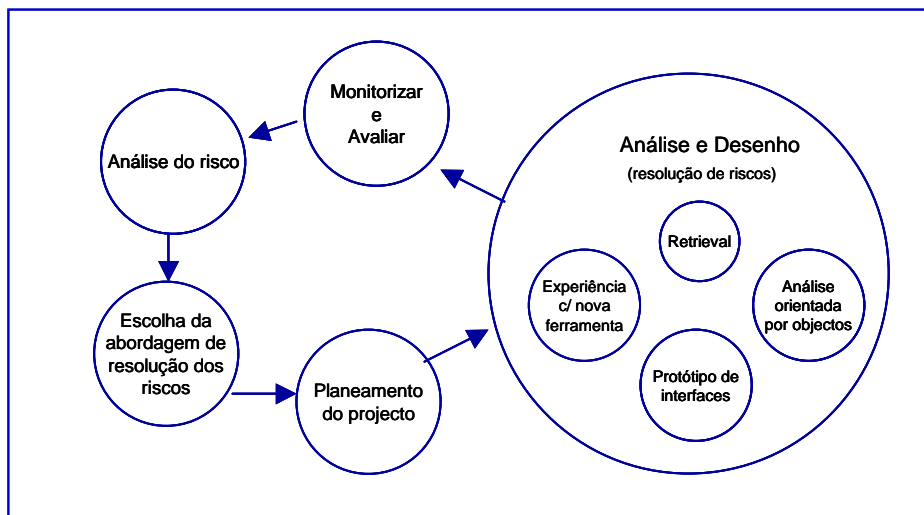 Monitorizar
e
Avaliar
Análise do risco
Escolha da
abordagem de
resolução dos
riscos
Planeamento
do projecto
Análise e Desenho
(resolução de riscos)
Retrieval
Experiência
c/ nova
ferramenta
Análise
orientada
por objectos
Protótipo de
interfaces